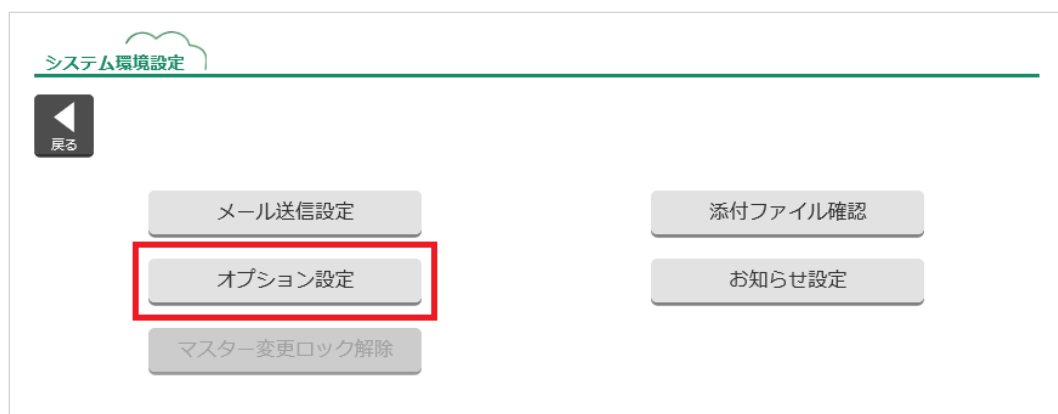 システム環境設定
戻る
メール送信設定
添付ファイル確認
オプション設定
お知らせ設定
マスター変更ロック解除